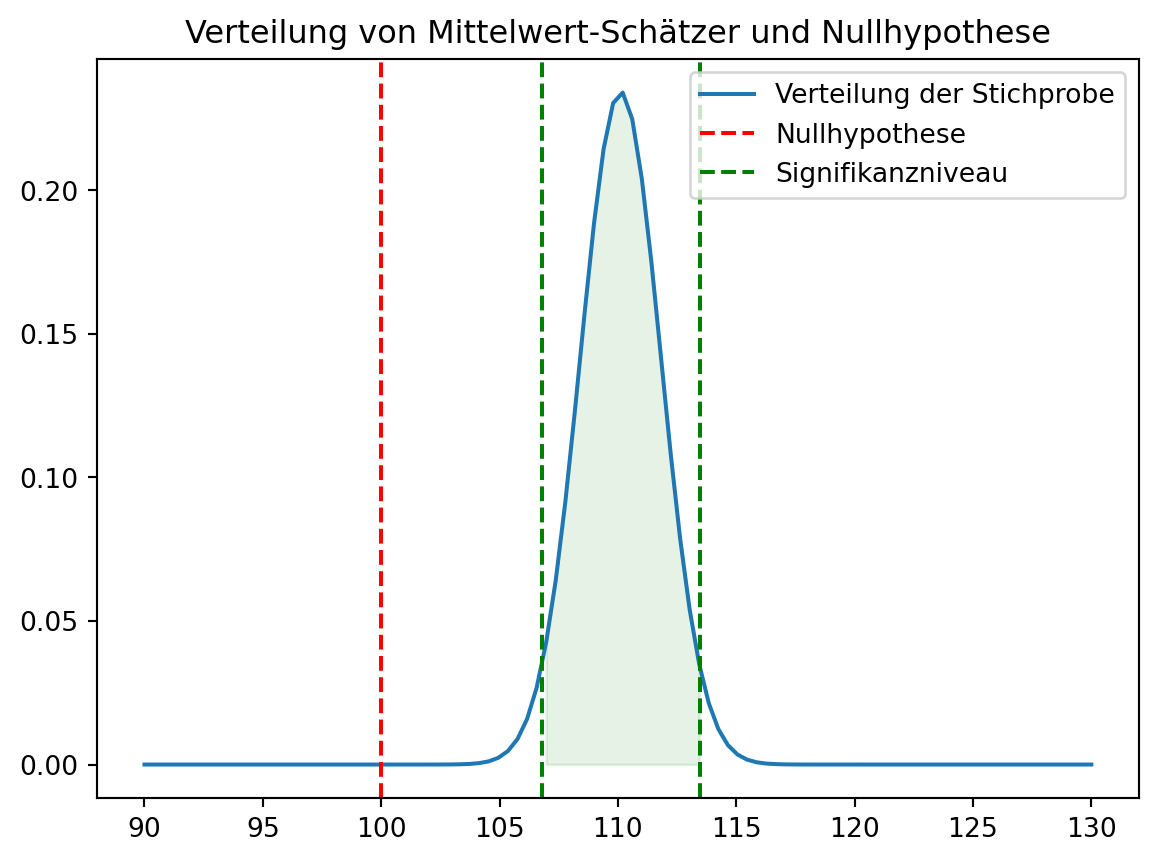 Verteilung von Mittelwert-Schätzer und Nullhypothese
Verteilung der Stichprobe
Nullhypothese
Signifikanzniveau
0.20
0.15
0.10
0.05
0.00
90 95 100 105 110 115 120 125 130